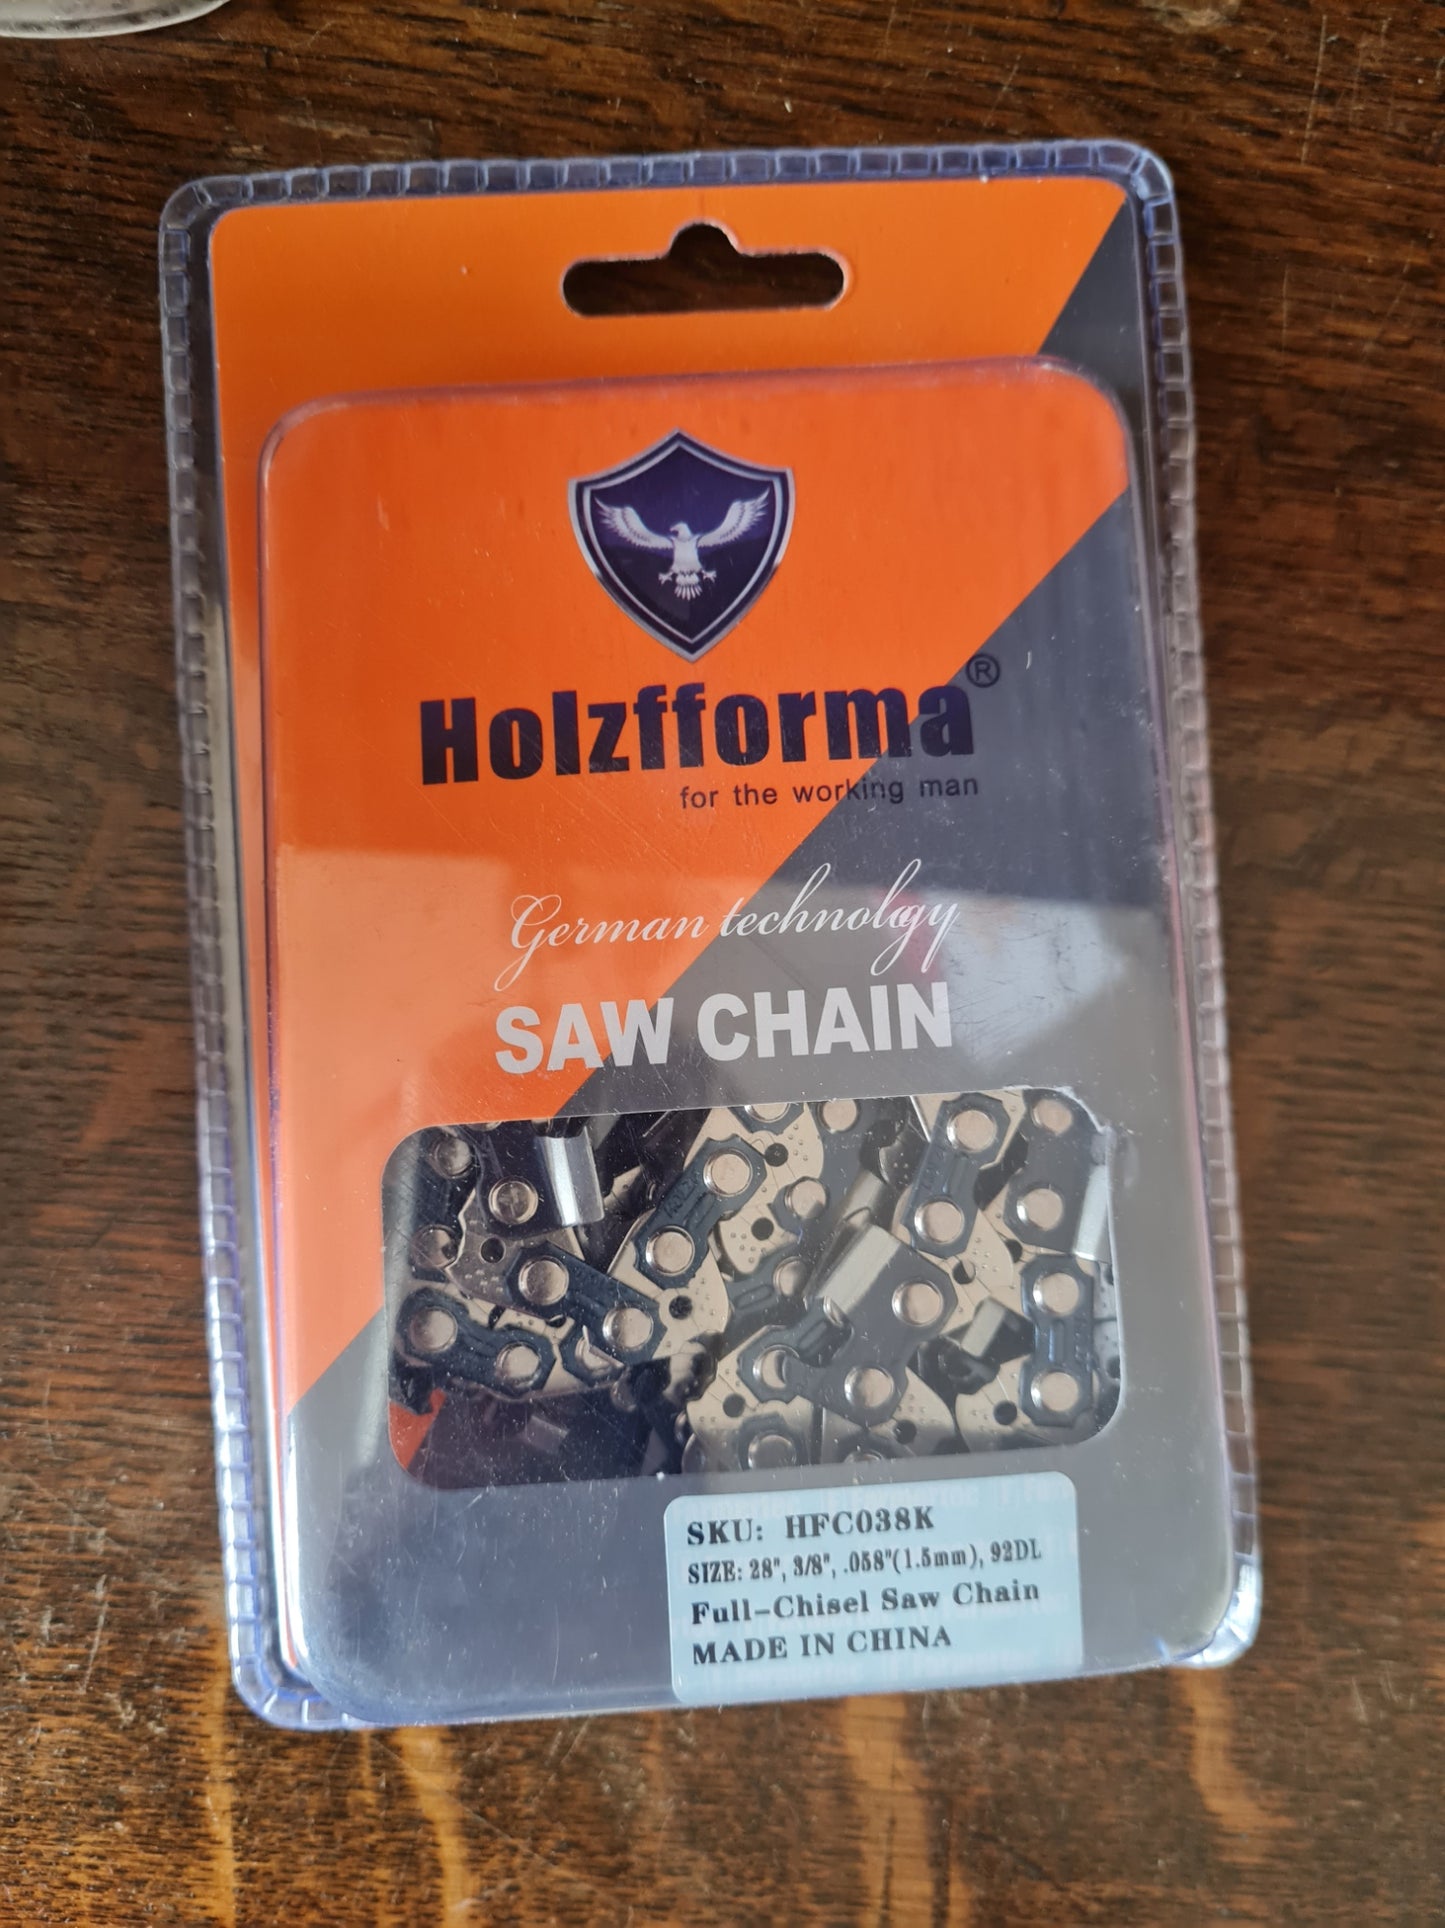 Holzfforma®
for the working man
German technology
SAW CHAIN
SKU: HFC038K
SIZE: 28", 3/8", .058"(1.5mm), 92DL
Full-Chisel Saw Chain
MADE IN CHINA